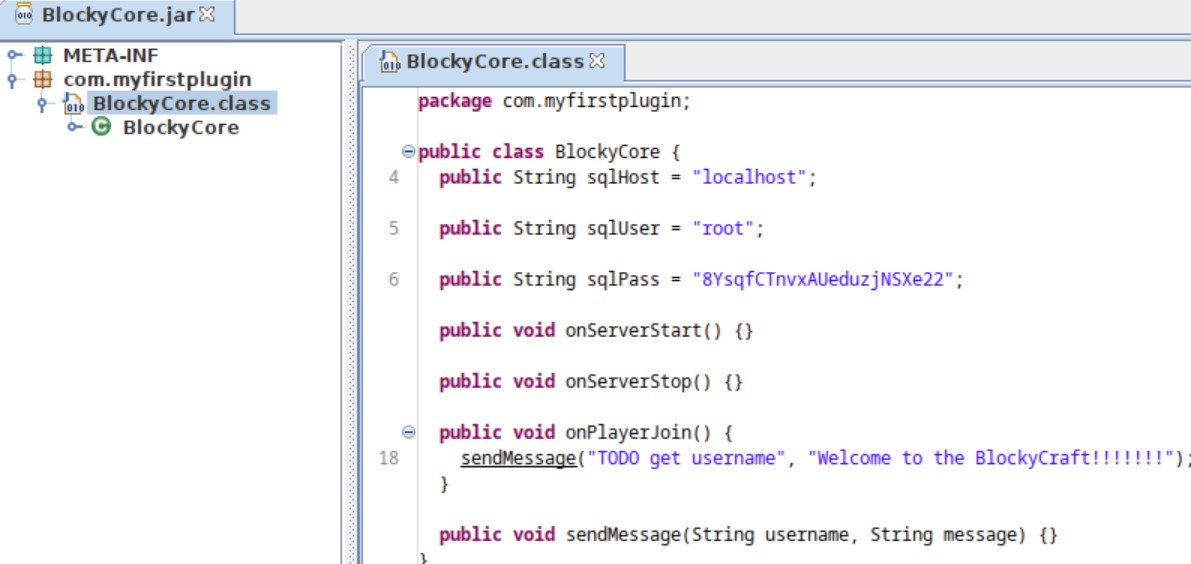 BlockyCore.jar
META-INF
com.myfirstplugin
BlockyCore.class
BlockyCore
BlockyCore.class
package com.myfirstplugin;
public class BlockyCore {
4 public String sqlHost = "localhost";
5 public String sqlUser = "root";
6 public String sqlPass = "8YsqfCTnvxAUeduzjNSXe22";
public void onServerStart() {}
public void onServerStop() {}
public void onPlayerJoin() {
18 sendMessage("TODO get username", "Welcome to the BlockyCraft!!!!!!!");
}
public void sendMessage(String username, String message) {}
}